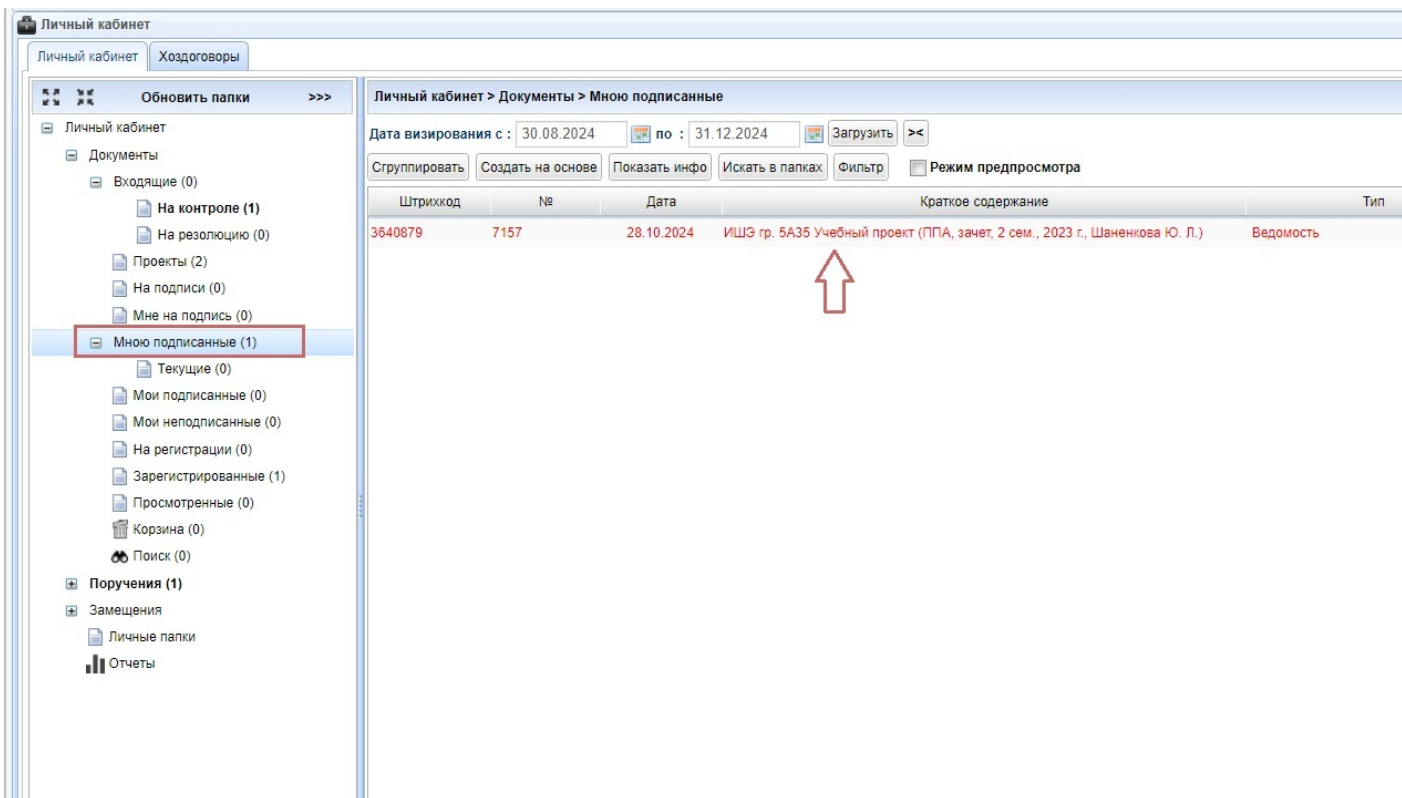 Личный кабинет
Личный кабинет Хоздоговоры
Обновить папки >>>
Личный кабинет
Документы
Входящие (0)
На контроле (1)
На резолюцию (0)
Проекты (2)
На подписи (0)
Мне на подпись (0)
Мною подписанные (1)
Текущие (0)
Мои подписанные (0)
Мои неподписанные (0)
На регистрации (0)
Зарегистрированные (1)
Просмотренные (0)
Корзина (0)
Поиск (0)
Поручения (1)
Замещения
Личные папки
Отчеты
Личный кабинет > Документы > Мною подписанные
Дата визирования с : 30.08.2024 по : 31.12.2024 Загрузить ><
Сгруппировать Создать на основе Показать инфо Искать в папках Фильтр Режим предпросмотра
Штрихкод № Дата Краткое содержание Тип
3640879 7157 28.10.2024 ИШЭ гр. 5А35 Учебный проект (ППА, зачет, 2 сем., 2023 г., Шаненкова Ю. Л.) Ведомость